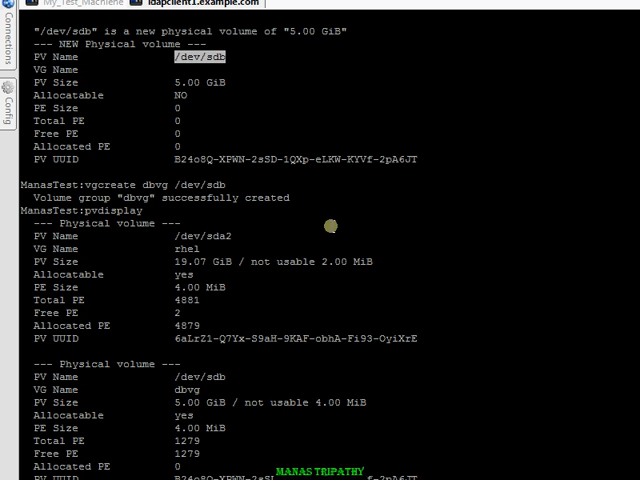 My_Test_Machiene
ldapclient1.example.com
Connections
Config
"/dev/sdb" is a new physical volume of "5.00 GiB"
--- NEW Physical volume ---
PV Name /dev/sdb
VG Name
PV Size 5.00 GiB
Allocatable NO
PE Size 0
Total PE 0
Free PE 0
Allocated PE 0
PV UUID B24o8Q-XPWN-2sSD-1QXp-eLKW-KYVf-2pA6JT
ManasTest:vgcreate dbvg /dev/sdb
Volume group "dbvg" successfully created
ManasTest:pvdisplay
--- Physical volume ---
PV Name /dev/sda2
VG Name rhel
PV Size 19.07 GiB / not usable 2.00 MiB
Allocatable yes
PE Size 4.00 MiB
Total PE 4881
Free PE 2
Allocated PE 4879
PV UUID 6aLrZ1-Q7Yx-S9aH-9KAF-obhA-Fi93-OyiXrE
--- Physical volume ---
PV Name /dev/sdb
VG Name dbvg
PV Size 5.00 GiB / not usable 4.00 MiB
Allocatable yes
PE Size 4.00 MiB
Total PE 1279
Free PE 1279
Allocated PE 0
MANAS TRIPATHY